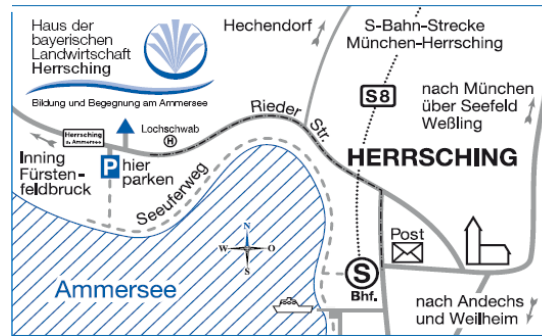 Haus der
bayerischen
Landwirtschaft
Herrsching
Bildung und Begegnung am Ammersee
Hechendorf
S-Bahn-Strecke
München-Herrsching
S8
nach München
über Seefeld
Weßling
Rieder
Str.
Herrsching
a. Ammersee
Lochschwab
H
Inning
Fürsten-
feldbruck
P
hier
parken
Seeuferweg
HERRSCHING
N
W
O
S
Post
S
Bhf.
Ammersee
nach Andechs
und Weilheim